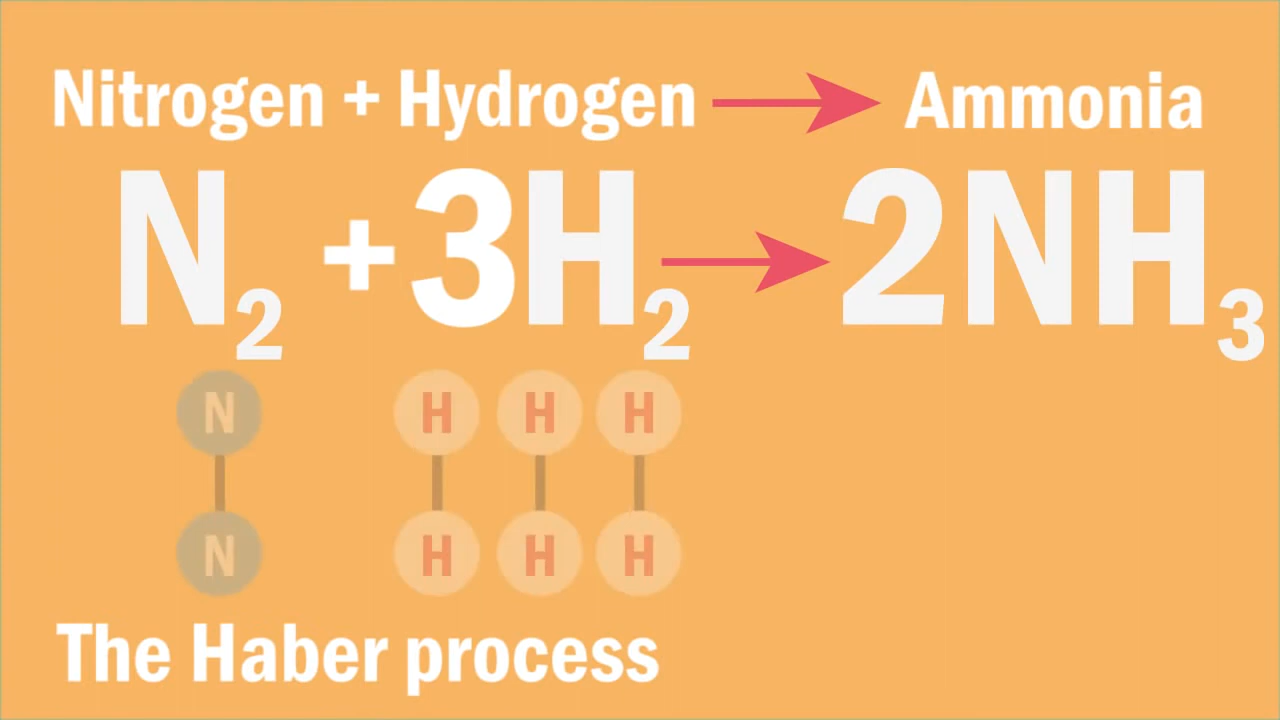 Nitrogen + Hydrogen → Ammonia
N₂ + 3H₂ → 2NH₃
N H H H
N H H H
The Haber process